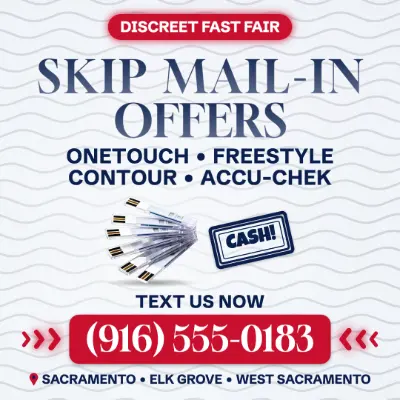 DISCREET FAST FAIR
SKIP MAIL-IN
OFFERS
ONETOUCH • FREESTYLE
CONTOUR • ACCU-CHEK
CASH!
TEXT US NOW
(916) 555-0183
SACRAMENTO • ELK GROVE • WEST SACRAMENTO